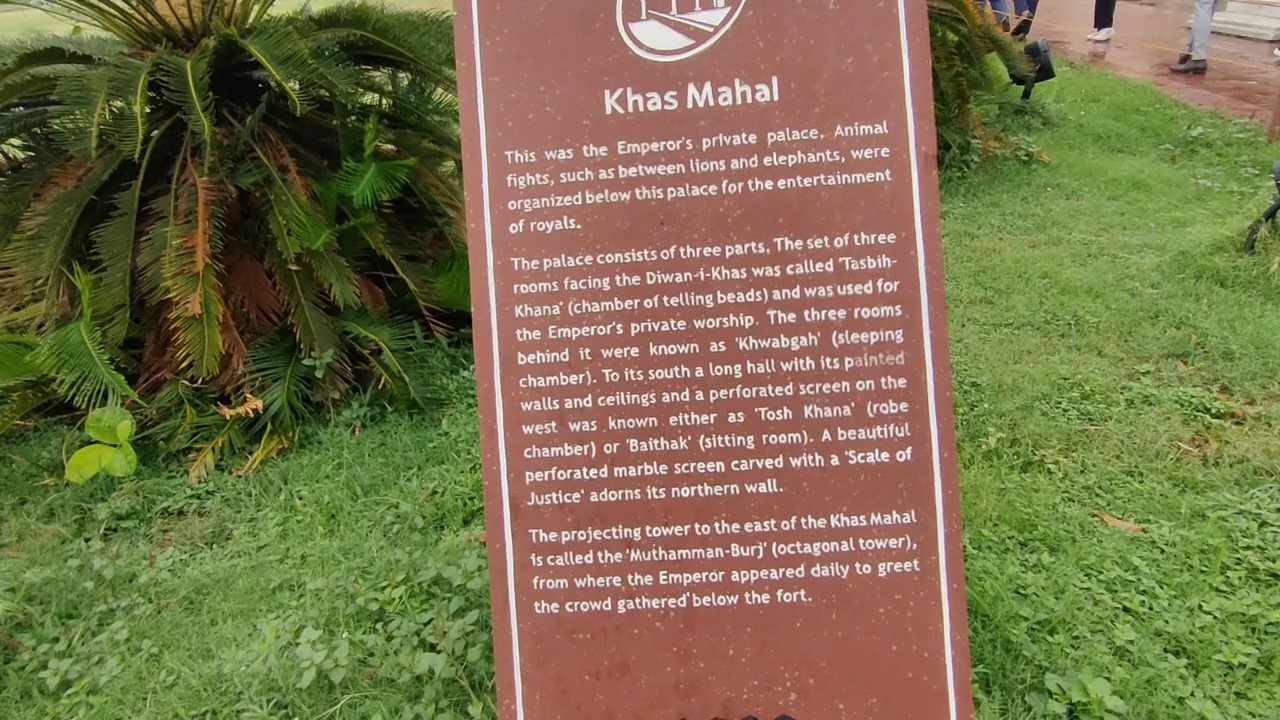 Khas Mahal
This was the Emperor's private palace. Animal
fights, such as between lions and elephants, were
organized below this palace for the entertainment
of royals.
The palace consists of three parts. The set of three
rooms facing the Diwan-i-Khas was called 'Tasbih-
Khana' (chamber of telling beads) and was used for
the Emperor's private worship. The three rooms
behind it were known as 'Khwabgah' (sleeping
chamber). To its south a long hall with its painted
walls and ceilings and a perforated screen on the
west was known either as 'Tosh Khana' (robe
chamber) or 'Baithak' (sitting room). A beautiful
perforated marble screen carved with a 'Scale of
Justice' adorns its northern wall.
The projecting tower to the east of the Khas Mahal
is called the 'Muthamman-Burj' (octagonal tower),
from where the Emperor appeared daily to greet
the crowd gathered below the fort.